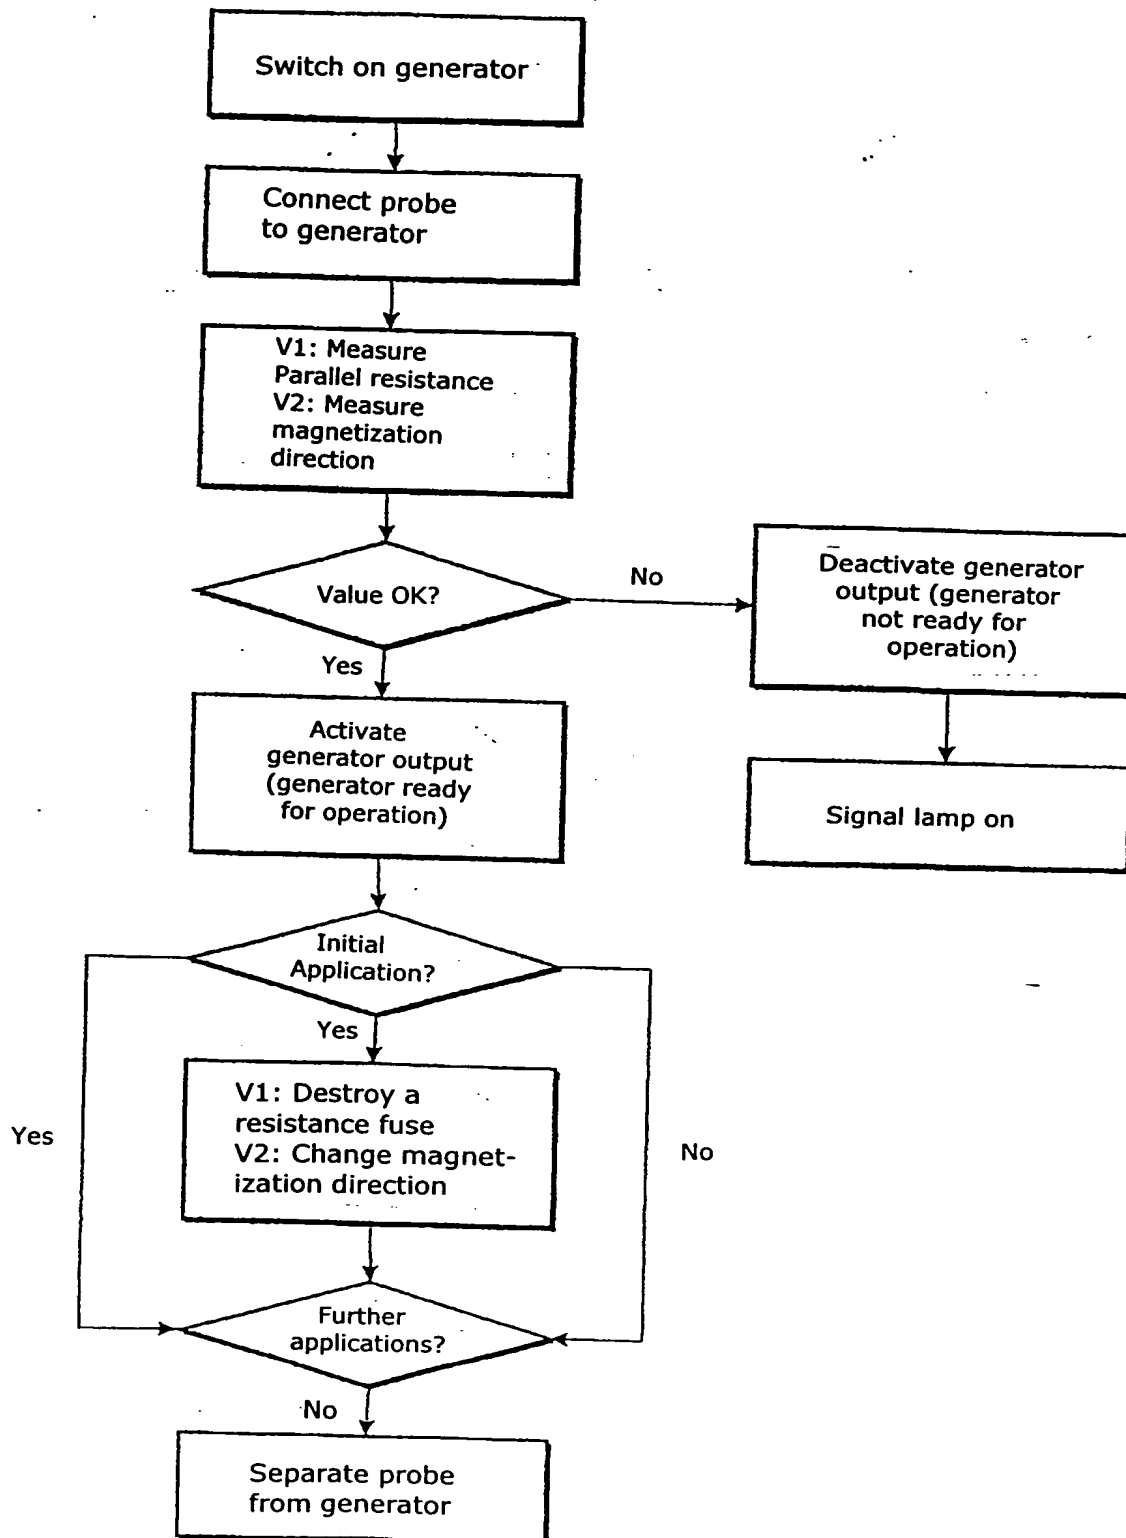 Switch on generator
Connect probe
to generator
V1: Measure
Parallel resistance
V2: Measure
magnetization
direction
Value OK?
No
Deactivate generator
output (generator
not ready for
operation)
Yes
Activate
generator output
(generator ready
for operation)
Signal lamp on
Initial
Application?
Yes
V1: Destroy a
resistance fuse
V2: Change magnet-
ization direction
Yes
No
Further
applications?
No
Separate probe
from generator